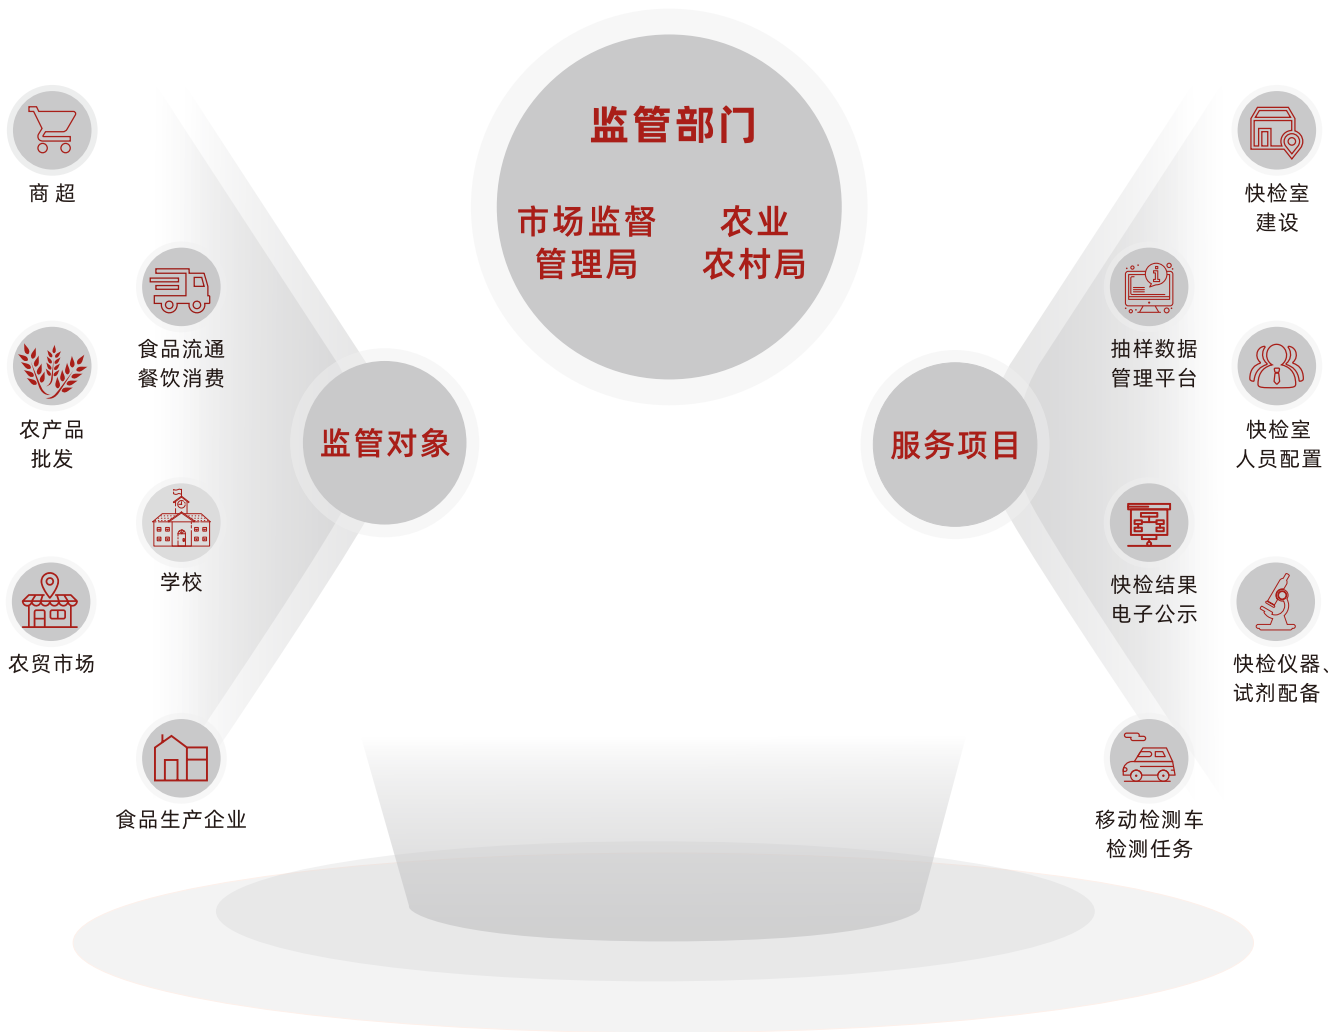 监管部门
市场监督
管理局
农业
农村局
监管对象
商 超
食品流通
餐饮消费
农产品
批发
学校
农贸市场
食品生产企业
服务项目
快检室
建设
抽样数据
管理平台
快检室
人员配置
快检结果
电子公示
快检仪器、
试剂配备
移动检测车
检测任务